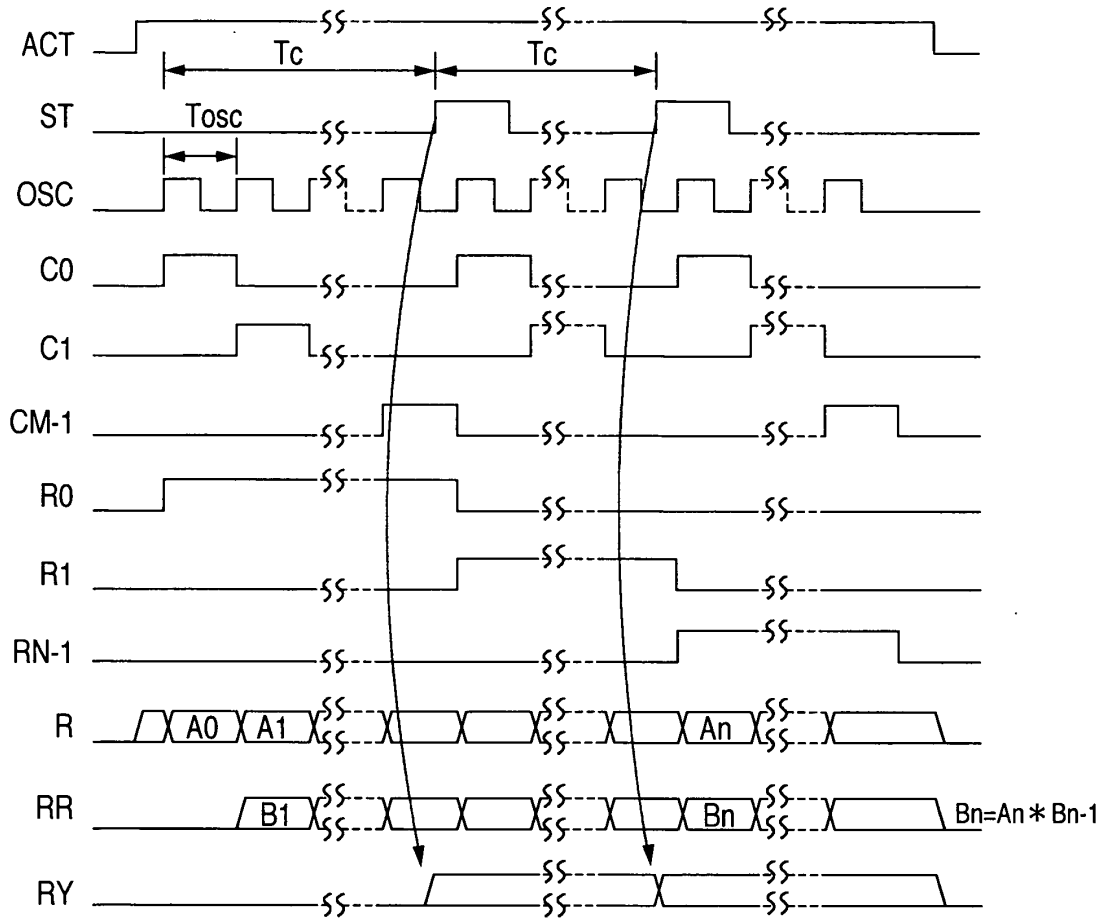 ACT
Tc Tc
ST
Tosc
OSC
C0
C1
CM-1
R0
R1
RN-1
R A0 A1 An
RR B1 Bn Bn=An*Bn-1
RY